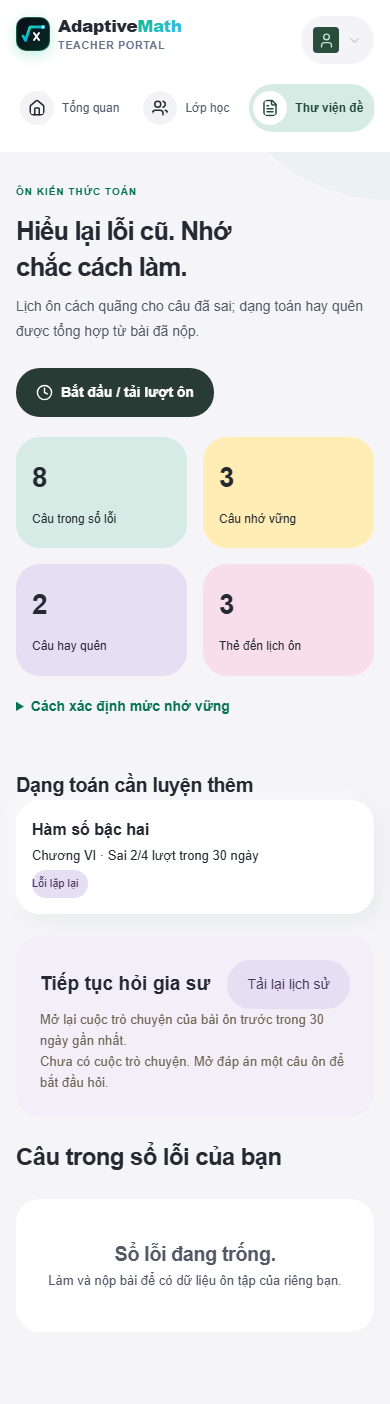 AdaptiveMath
TEACHER PORTAL
Tổng quan
Lớp học
Thư viện đề
ÔN KIẾN THỨC TOÁN
Hiểu lại lỗi cũ. Nhớ
chắc cách làm.
Lịch ôn cách quãng cho câu đã sai; dạng toán hay quên
được tổng hợp từ bài đã nộp.
Bắt đầu / tải lượt ôn
8
Câu trong sổ lỗi
3
Câu nhớ vững
2
Câu hay quên
3
Thẻ đến lịch ôn
Cách xác định mức nhớ vững
Dạng toán cần luyện thêm
Hàm số bậc hai
Chương VI · Sai 2/4 lượt trong 30 ngày
Lỗi lặp lại
Tiếp tục hỏi gia sư
Tải lại lịch sử
Mở lại cuộc trò chuyện của bài ôn trước trong 30
ngày gần nhất.
Chưa có cuộc trò chuyện. Mở đáp án một câu ôn để
bắt đầu hỏi.
Câu trong sổ lỗi của bạn
Sổ lỗi đang trống.
Làm và nộp bài để có dữ liệu ôn tập của riêng bạn.